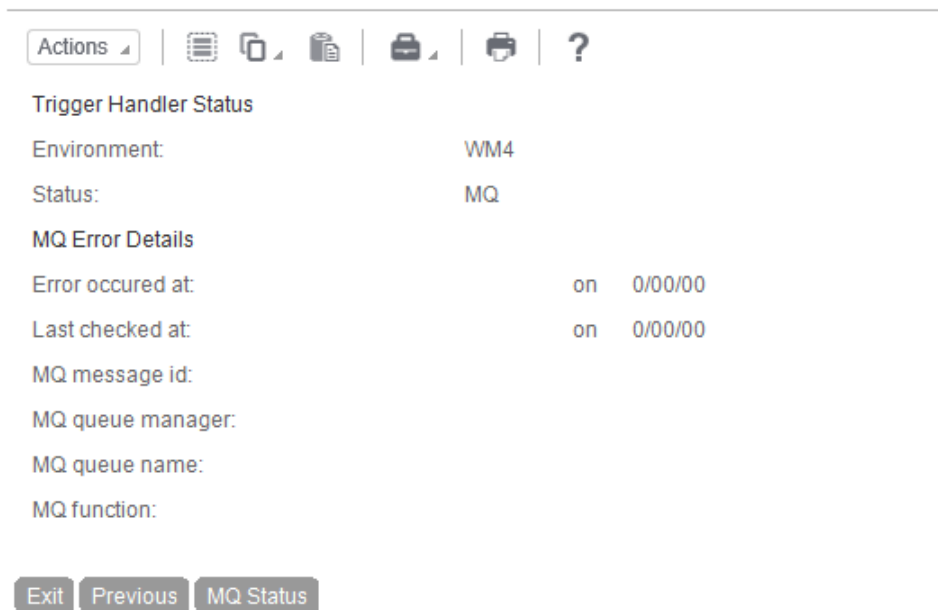 Actions ?
Trigger Handler Status
Environment: WM4
Status: MQ
MQ Error Details
Error occured at: on 0/00/00
Last checked at: on 0/00/00
MQ message id:
MQ queue manager:
MQ queue name:
MQ function:
Exit Previous MQ Status